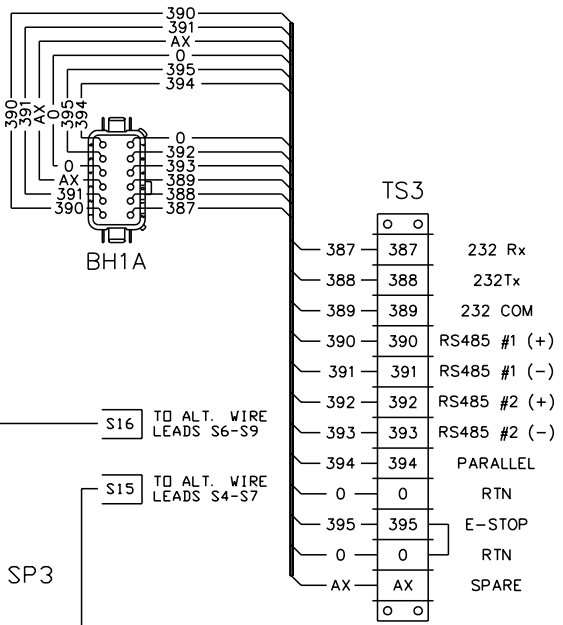 390
391
AX
0
395
394
390
391
AX
0
395
394
0
392
0 393
AX 389
391 388
390 387
BH1A
TS3
387 387 232 Rx
388 388 232Tx
389 389 232 COM
390 390 RS485 #1 (+)
391 391 RS485 #1 (-)
392 392 RS485 #2 (+)
393 393 RS485 #2 (-)
394 394 PARALLEL
0 0 RTN
395 395 E-STOP
0 0 RTN
AX AX SPARE
S16 TO ALT. WIRE
LEADS S6-S9
S15 TO ALT. WIRE
LEADS S4-S7
SP3